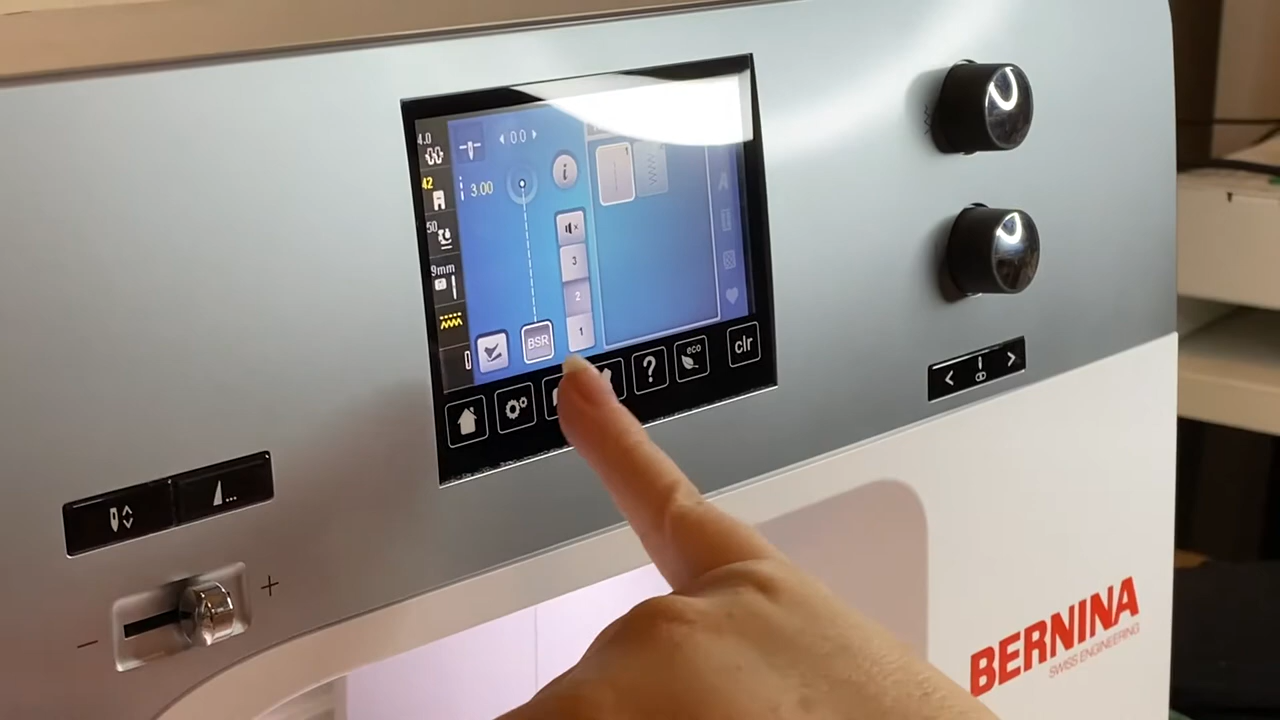 4.0
0.0
42
3.00
i
50
3
9mm
2
1
BSR
?
eco
clr
<
>
...
+
-
BERNINA
SWISS ENGINEERING